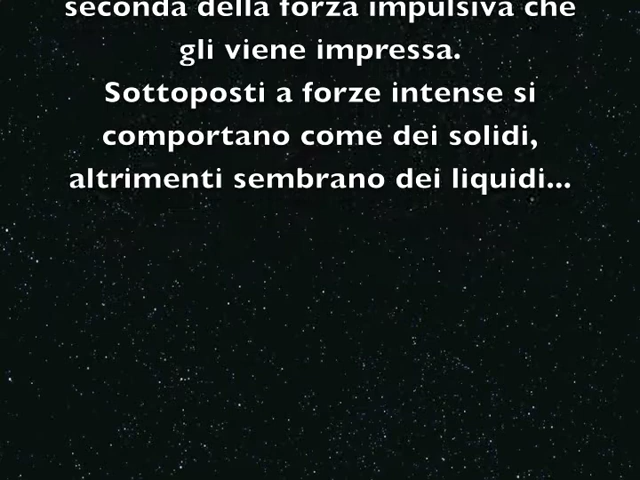 seconda della forza impulsiva che
gli viene impressa.
Sottoposti a forze intense si
comportano come dei solidi,
altrimenti sembrano dei liquidi...